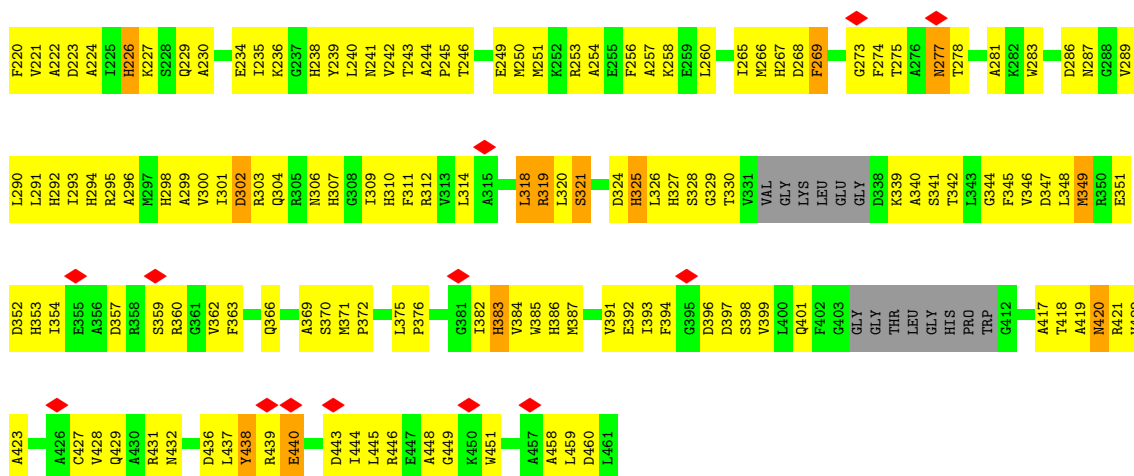 F220 V221 A222 D223 A224 I225 H226 K227 S228 Q229 A230 E234 I235 K236 G237 H238 Y239 L240 N241 V242 T243 A244 P245 T246 E249 M250 M251 K252 R253 A254 E255 F256 A257 K258 E259 L260 I265 M266 H267 D268 F269 G273 F274 T275 A276 N277 T278 A281 K282 W283 D286 N287 G288 V289
L290 L291 H292 I293 H294 R295 A296 M297 H298 A299 V300 I301 D302 R303 Q304 R305 N306 H307 G308 I309 H310 F311 R312 V313 L314 A315 L318 R319 L320 S321 D324 H325 L326 H327 S328 G329 T330 V331 VAL GLY LYS LEU GLU GLY D338 K339 A340 S341 T342 L343 G344 F345 V346 D347 L348 M349 R350 E351
D352 H353 I354 E355 A356 D357 R358 S359 R360 G361 V362 F363 Q366 A369 S370 M371 P372 L375 P376 G381 I382 H383 V384 W385 H386 M387 V391 E392 I393 F394 G395 D396 D397 S398 V399 L400 Q401 F402 G403 GLY GLY THR LEU GLY HIS PRO TRP G412 A417 T418 A419 N420 R421
A423 A426 C427 V428 Q429 A430 R431 N432 D436 L437 Y438 R439 E440 D443 I444 L445 R446 E447 A448 G449 K450 W451 A457 A458 L459 D460 L461